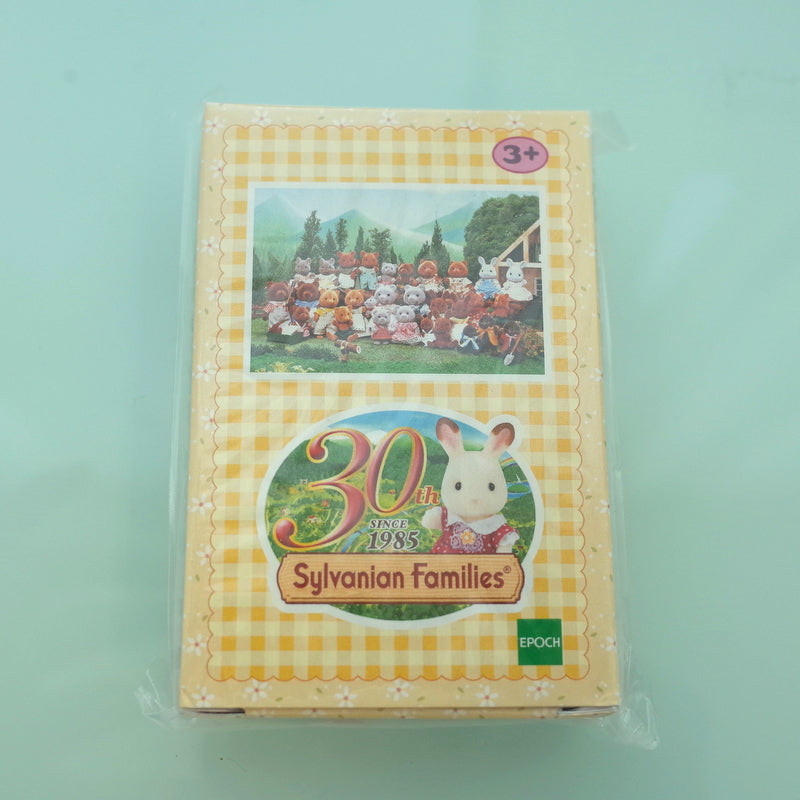 3+
30th
SINCE
1985
Sylvanian Families®
EPOCH